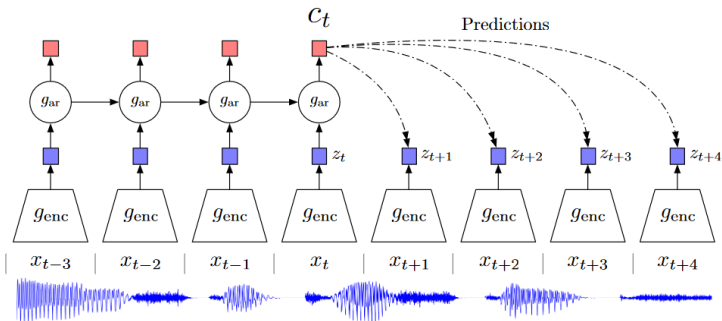 c_t
Predictions
g_ar g_ar g_ar g_ar
z_t z_{t+1} z_{t+2} z_{t+3} z_{t+4}
g_enc g_enc g_enc g_enc g_enc g_enc g_enc g_enc
x_{t−3} x_{t−2} x_{t−1} x_t x_{t+1} x_{t+2} x_{t+3} x_{t+4}